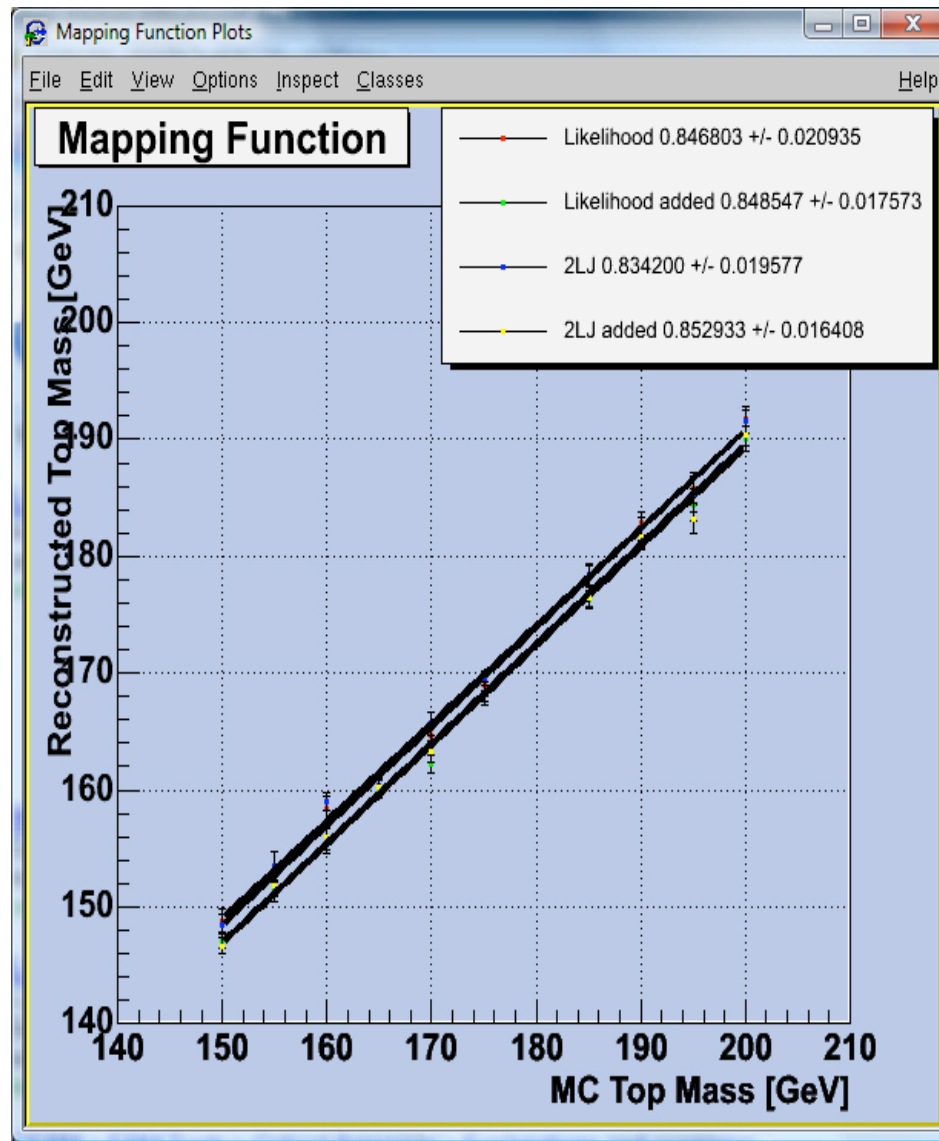 Mapping Function Plots
File Edit View Options Inspect Classes Help
Mapping Function
Likelihood 0.846803 +/- 0.020935
Likelihood added 0.848547 +/- 0.017573
2LJ 0.834200 +/- 0.019577
2LJ added 0.852933 +/- 0.016408
Reconstructed Top Mass [GeV]
210
200
190
180
170
160
150
140
140 150 160 170 180 190 200 210
MC Top Mass [GeV]